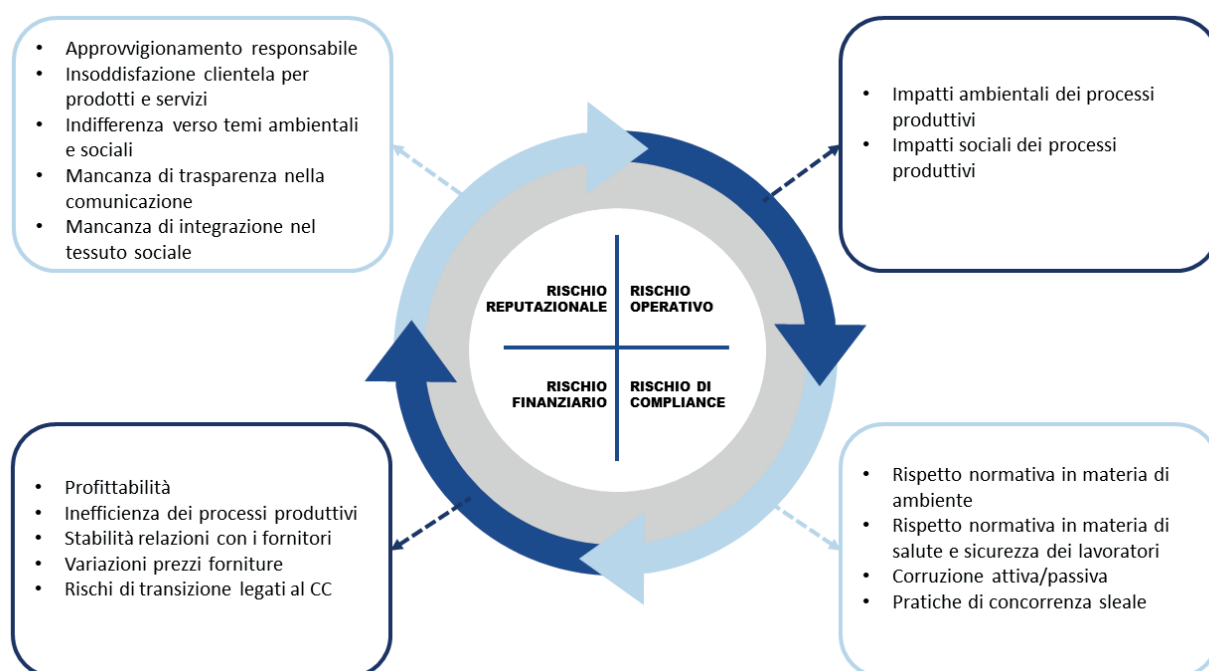 • Approvvigionamento responsabile
• Insoddisfazione clientela per
prodotti e servizi
• Indifferenza verso temi ambientali
e sociali
• Mancanza di trasparenza nella
comunicazione
• Mancanza di integrazione nel
tessuto sociale
• Impatti ambientali dei processi
produttivi
• Impatti sociali dei processi
produttivi
RISCHIO
REPUTAZIONALE
RISCHIO
OPERATIVO
RISCHIO
FINANZIARIO
RISCHIO DI
COMPLIANCE
• Profittabilità
• Inefficienza dei processi produttivi
• Stabilità relazioni con i fornitori
• Variazioni prezzi forniture
• Rischi di transizione legati al CC
• Rispetto normativa in materia di
ambiente
• Rispetto normativa in materia di
salute e sicurezza dei lavoratori
• Corruzione attiva/passiva
• Pratiche di concorrenza sleale